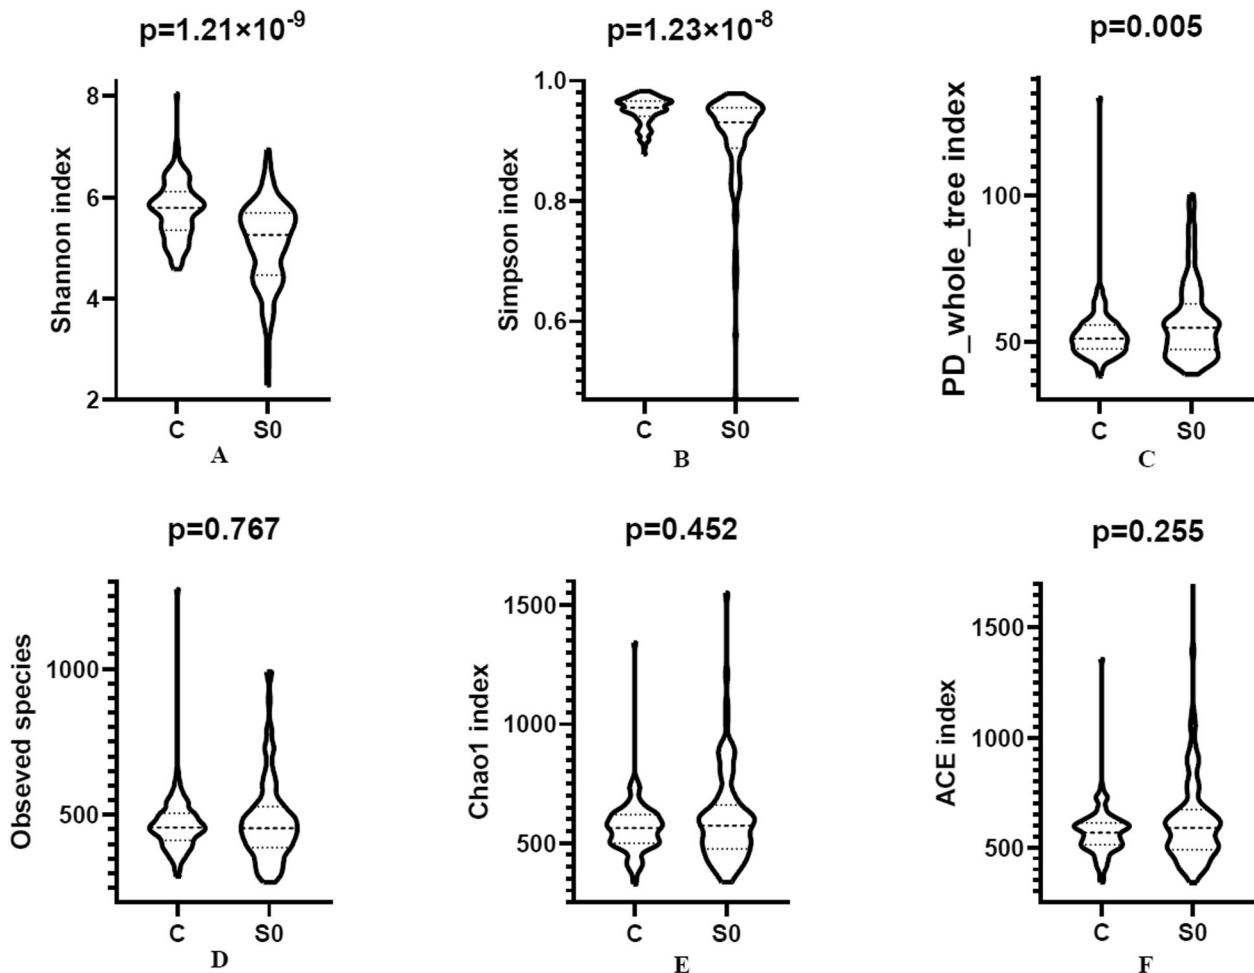 p=1.21×10⁻⁹
Shannon index
8
6
4
2
C S0
A
p=1.23×10⁻⁸
Simpson index
1.0
0.8
0.6
C S0
B
p=0.005
PD_whole_tree index
100
50
C S0
C
p=0.767
Obseved species
1000
500
C S0
D
p=0.452
Chao1 index
1500
1000
500
C S0
E
p=0.255
ACE index
1500
1000
500
C S0
F